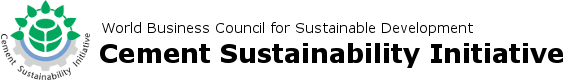 World Business Council for Sustainable Development
Cement Sustainability Initiative
Cement Sustainability Initiative